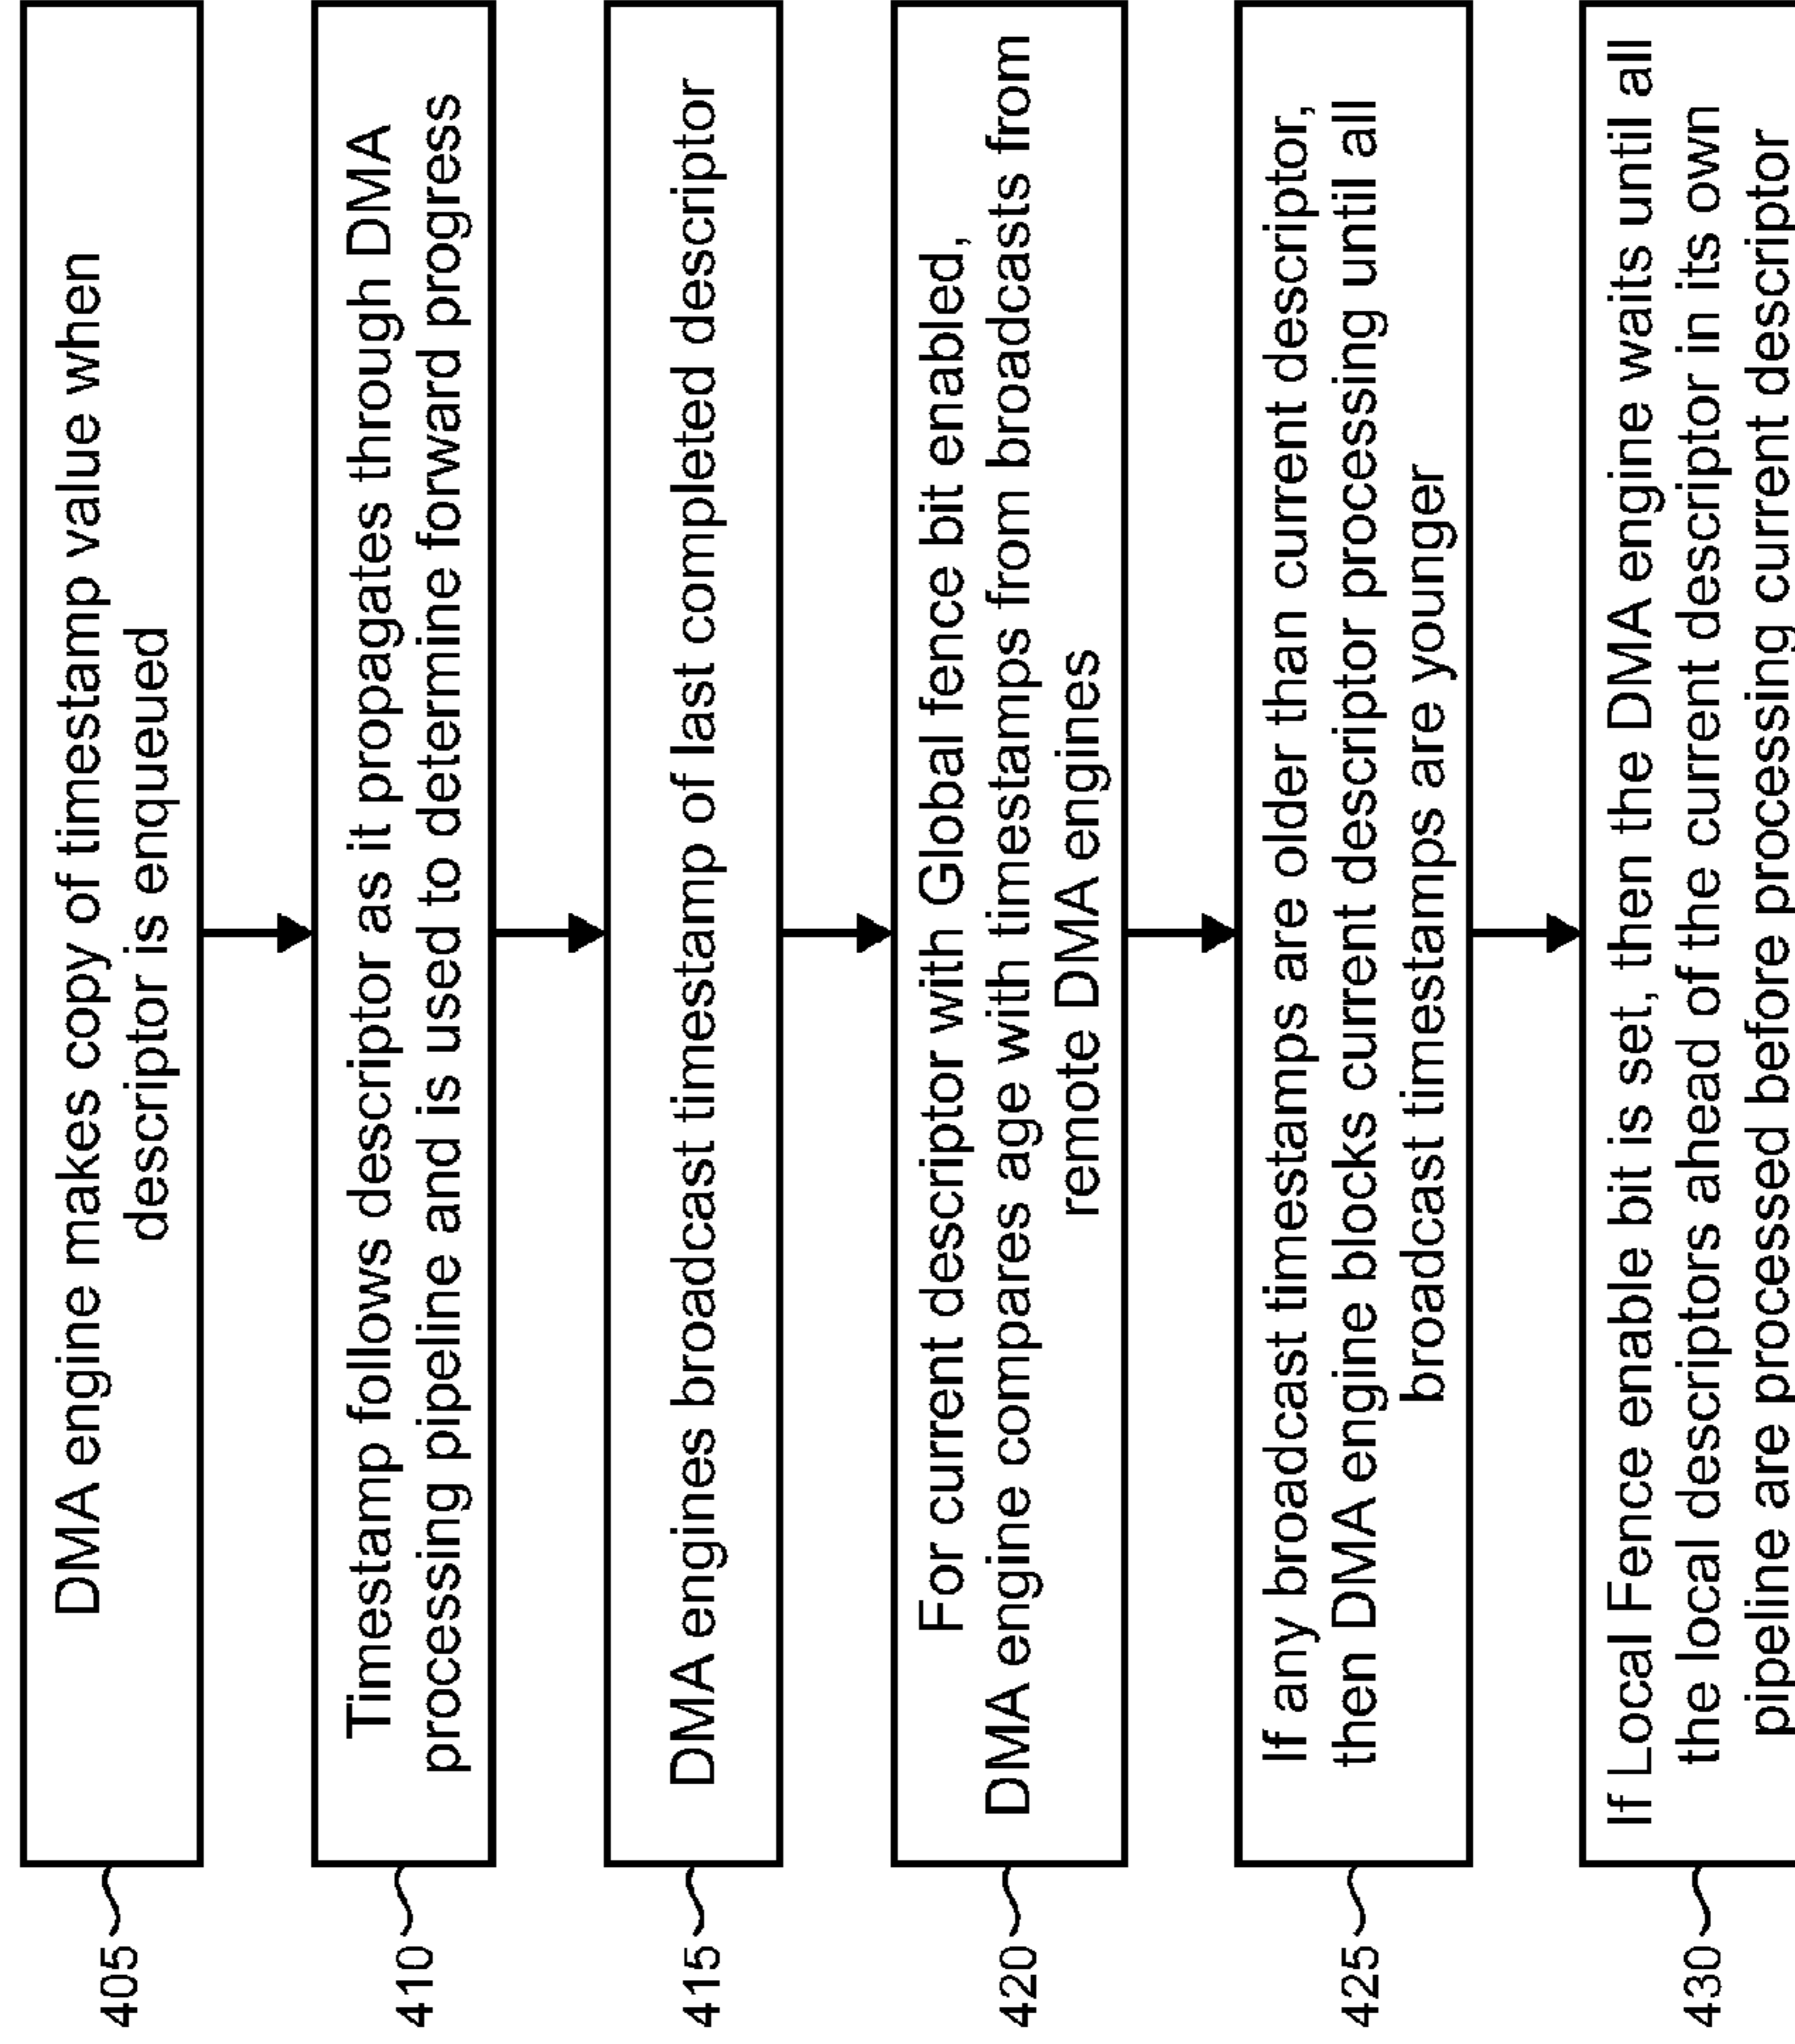 405
DMA engine makes copy of timestamp value when
descriptor is enqueued
410
Timestamp follows descriptor as it propagates through DMA
processing pipeline and is used to determine forward progress
415
DMA engines broadcast timestamp of last completed descriptor
420
For current descriptor with Global fence bit enabled,
DMA engine compares age with timestamps from broadcasts from
remote DMA engines
425
If any broadcast timestamps are older than current descriptor,
then DMA engine blocks current descriptor processing until all
broadcast timestamps are younger
430
If Local Fence enable bit is set, then the DMA engine waits until all
the local descriptors ahead of the current descriptor in its own
pipeline are processed before processing current descriptor